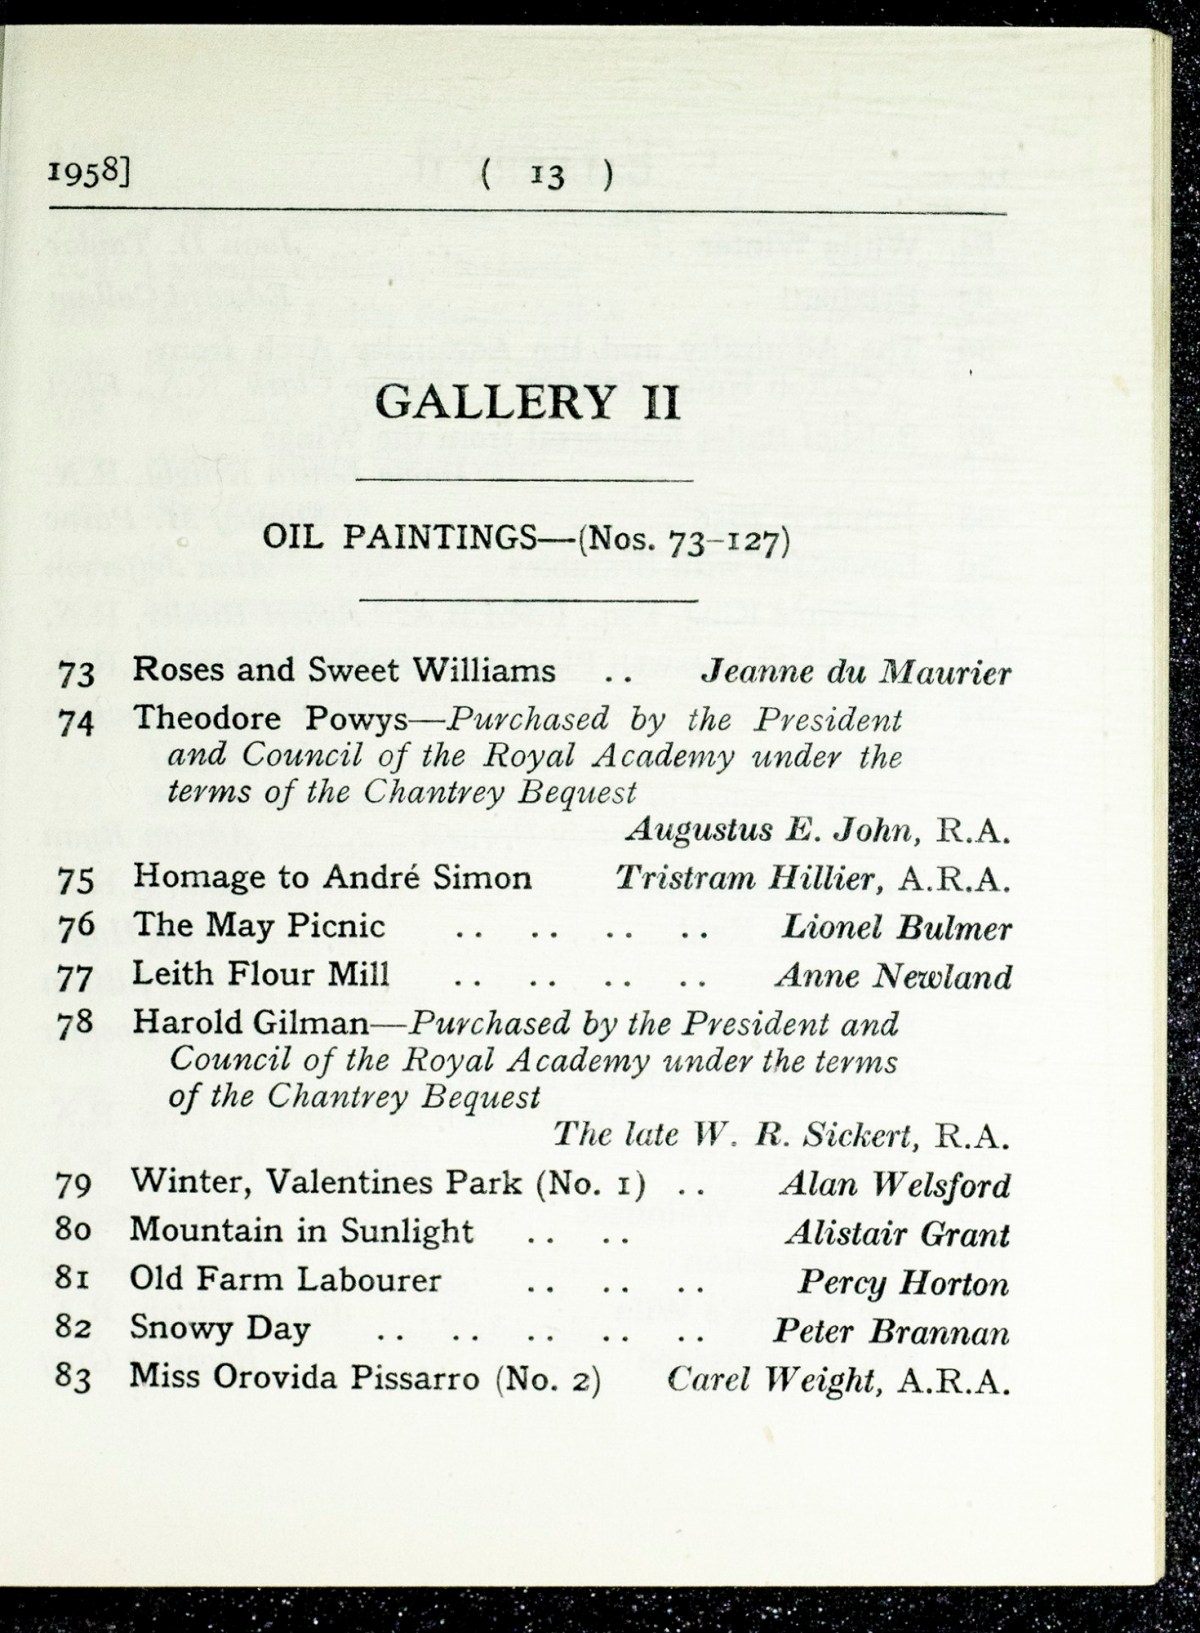 1958] ( 13 )
GALLERY II
OIL PAINTINGS—(Nos. 73–127)
73 Roses and Sweet Williams .. Jeanne du Maurier
74 Theodore Powys—Purchased by the President
and Council of the Royal Academy under the
terms of the Chantrey Bequest
Augustus E. John, R.A.
75 Homage to André Simon Tristram Hillier, A.R.A.
76 The May Picnic .. .. .. .. Lionel Bulmer
77 Leith Flour Mill .. .. .. .. Anne Newland
78 Harold Gilman—Purchased by the President and
Council of the Royal Academy under the terms
of the Chantrey Bequest
The late W. R. Sickert, R.A.
79 Winter, Valentines Park (No. 1) .. Alan Welsford
80 Mountain in Sunlight .. .. Alistair Grant
81 Old Farm Labourer .. .. .. Percy Horton
82 Snowy Day .. .. .. .. .. Peter Brannan
83 Miss Orovida Pissarro (No. 2) Carel Weight, A.R.A.